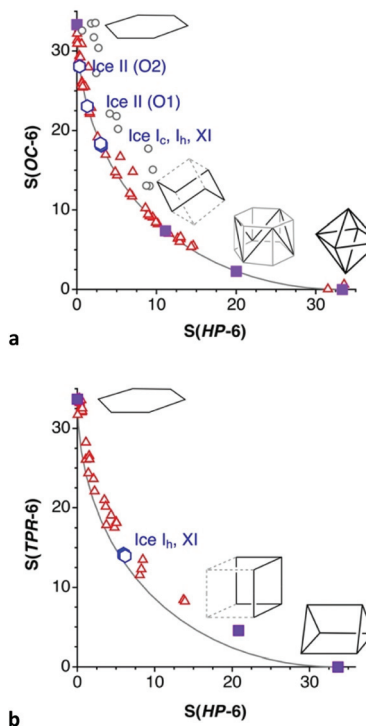 30
20
10
0
S(OC-6)
Ice II (O2)
Ice II (O1)
Ice Ic, Ih, XI
0
10
20
30
S(HP-6)
a
30
20
10
0
S(TPR-6)
Ice Ih, XI
0
10
20
30
S(HP-6)
b